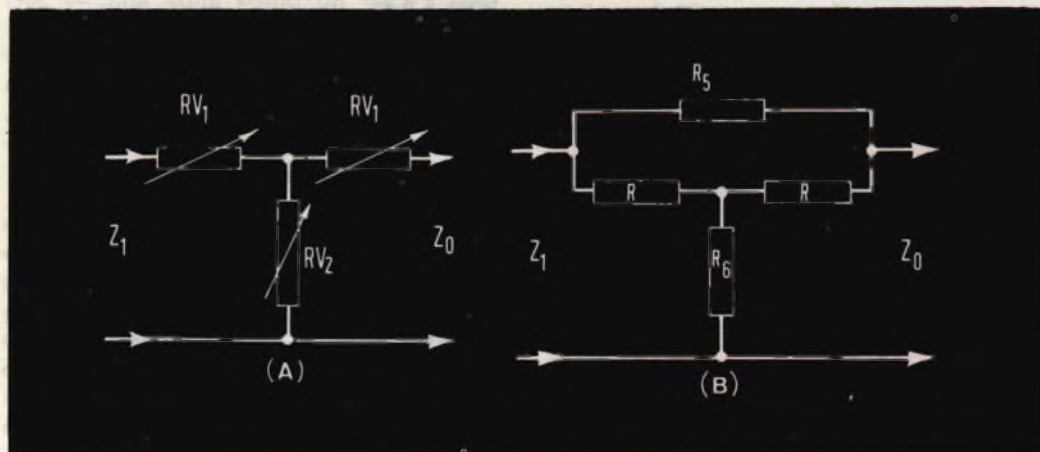 RV₁ RV₁
Z₁ RV₂ Z₀
(A)
R₅
R R
Z₁ R₆ Z₀
(B)